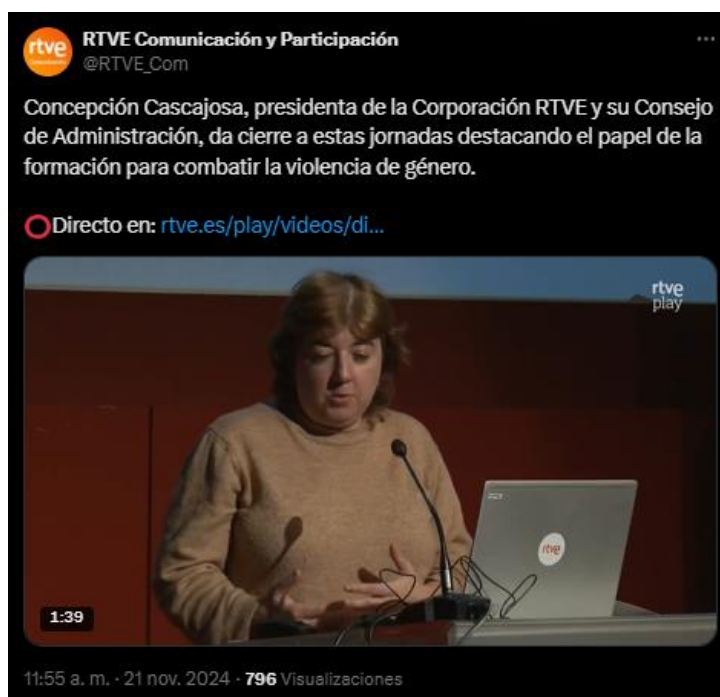 rtve
RTVE Comunicación y Participación
@RTVE_Com
Concepción Cascajosa, presidenta de la Corporación RTVE y su Consejo
de Administración, da cierre a estas jornadas destacando el papel de la
formación para combatir la violencia de género.
Directo en: rtve.es/play/videos/di...
rtve
play
rtve
1:39
11:55 a. m. · 21 nov. 2024 · 796 Visualizaciones